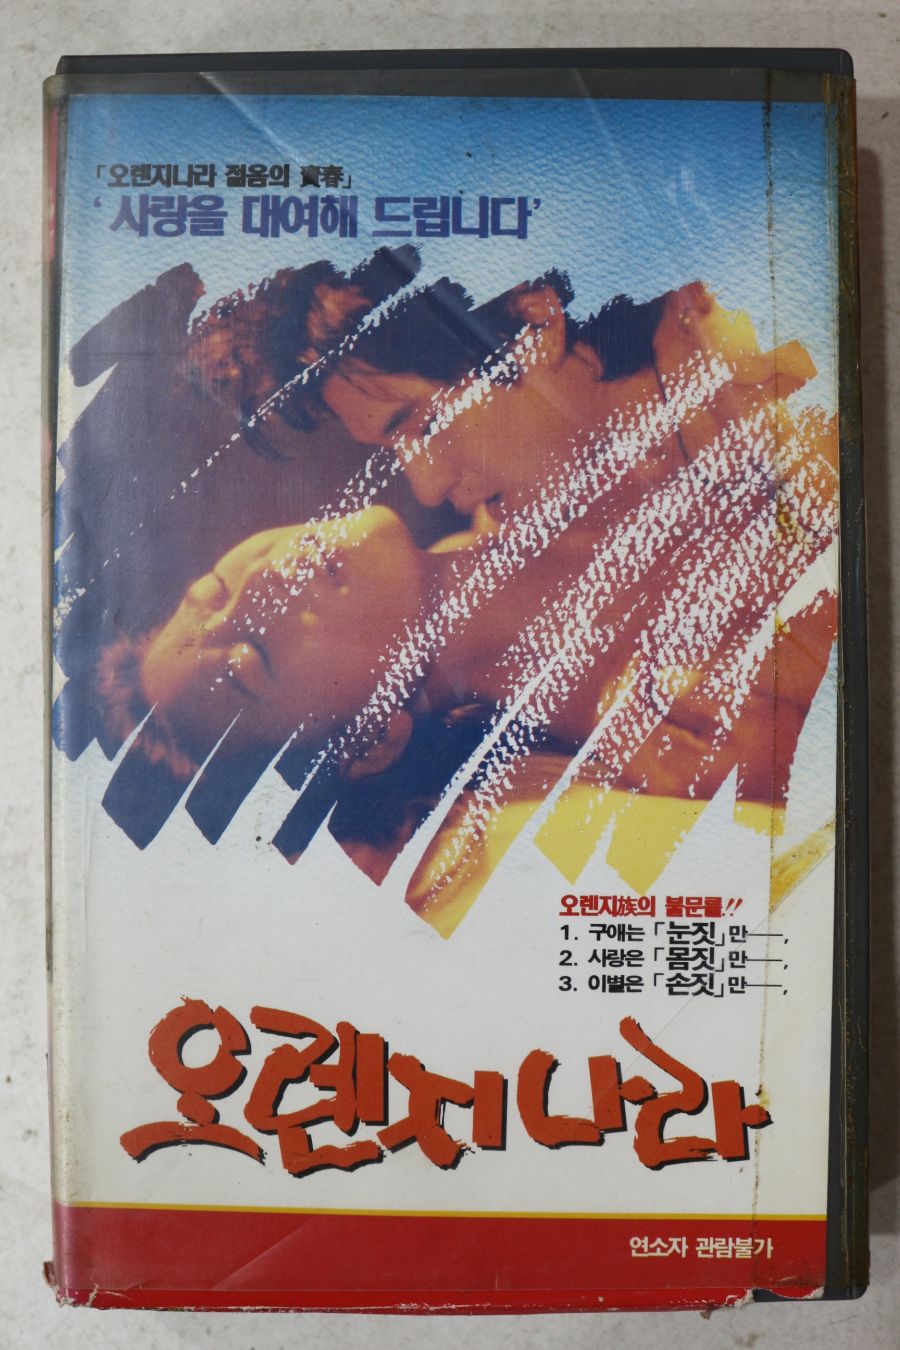 「오렌지나라 젊음의 賣春」
‘사랑을 대여해 드립니다’
오렌지族의 불문률!!
1. 구애는「눈짓」만──,
2. 사랑은「몸짓」만──,
3. 이별은「손짓」만──,
오렌지나라
연소자 관람불가